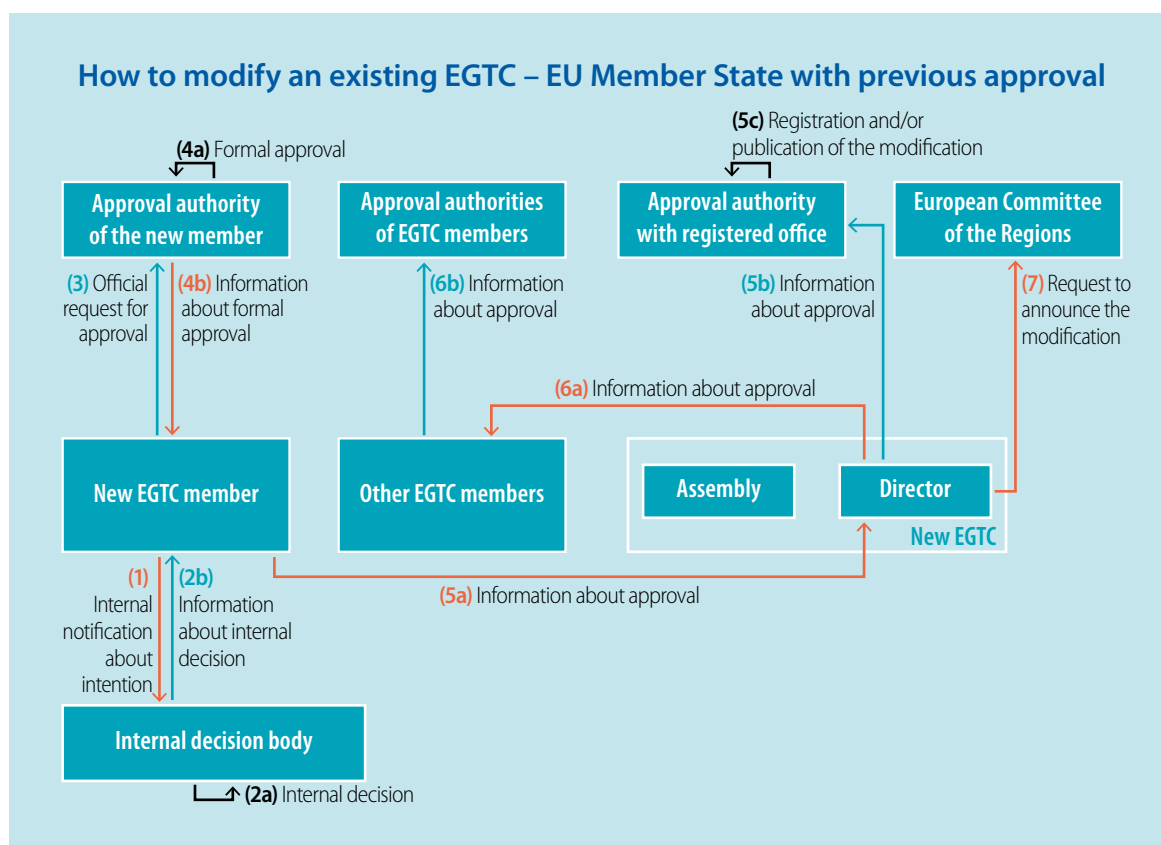 How to modify an existing EGTC – EU Member State with previous approval
(4a) Formal approval
(5c) Registration and/or
publication of the modification
Approval authority
of the new member
Approval authorities
of EGTC members
Approval authority
with registered office
European Committee
of the Regions
(3) Official
request for
approval
(4b) Information
about formal
approval
(6b) Information
about approval
(5b) Information
about approval
(7) Request to
announce the
modification
(6a) Information about approval
New EGTC member
Other EGTC members
Assembly
Director
New EGTC
(5a) Information about approval
(1)
Internal
notification
about
intention
(2b)
Information
about internal
decision
Internal decision body
(2a) Internal decision